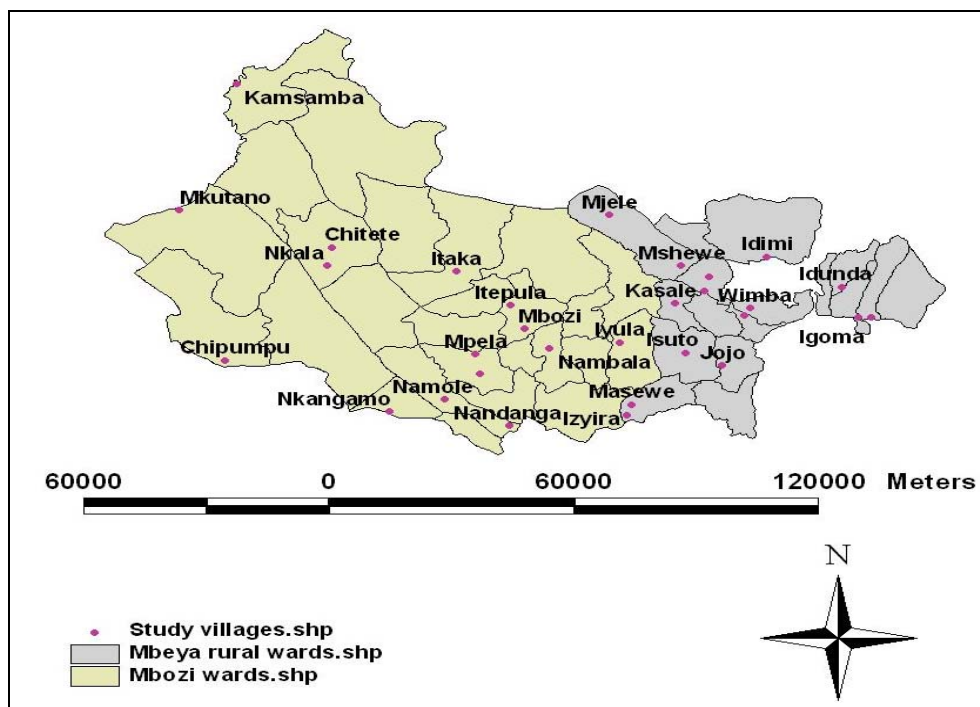 Kamsamba
Mkutano
Mjele
Chitete
Nkala
Itaka
Mshewe
Idimi
Idunda
Itepula
Kasale
Wimba
Mbozi
Igoma
Mpela
Iyula
Isuto
Chipumpu
Nambala
Jojo
Nkangamo
Namole
Masewe
Nandanga
Izyira
60000 0 60000 120000 Meters
N
Study villages.shp
Mbeya rural wards.shp
Mbozi wards.shp